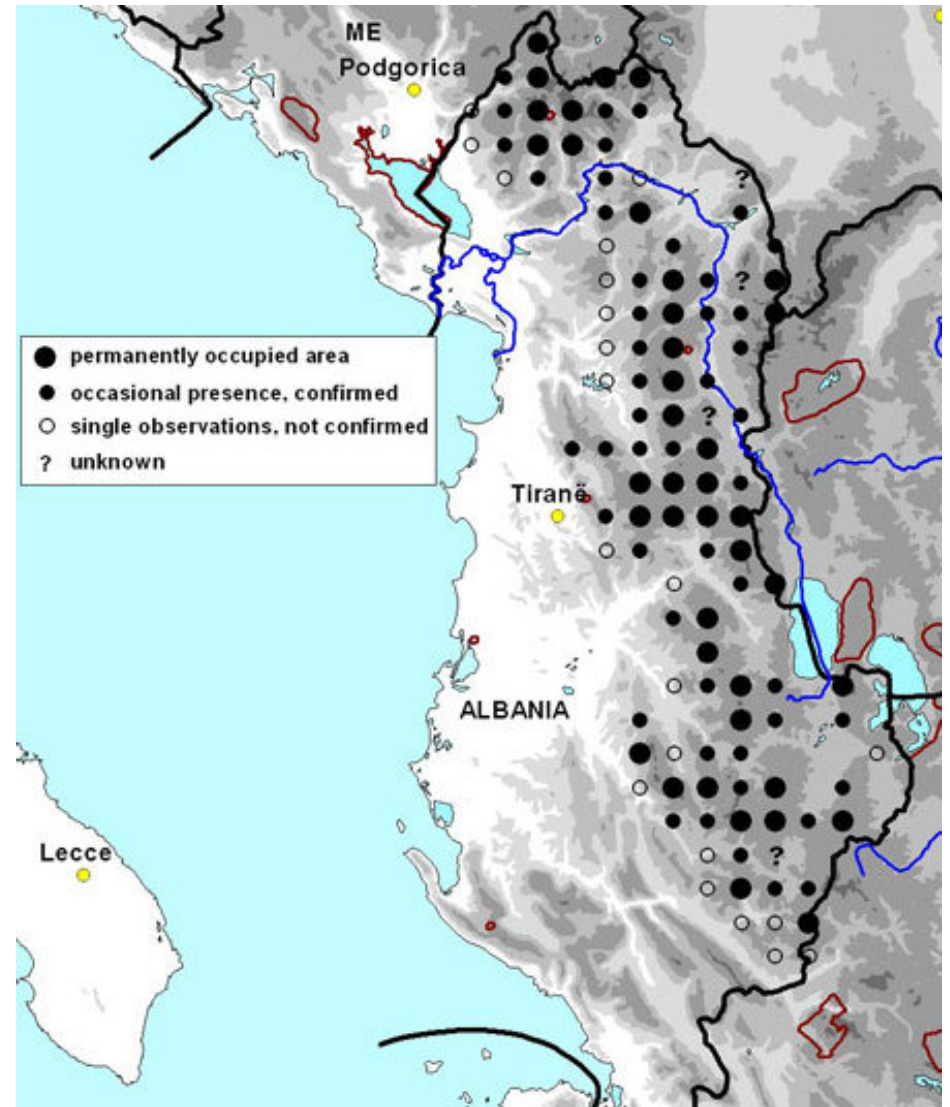 ME
Podgorica
?
?
● permanently occupied area
● occasional presence, confirmed
○ single observations, not confirmed
? unknown
?
Tiranë
ALBANIA
Lecce
?